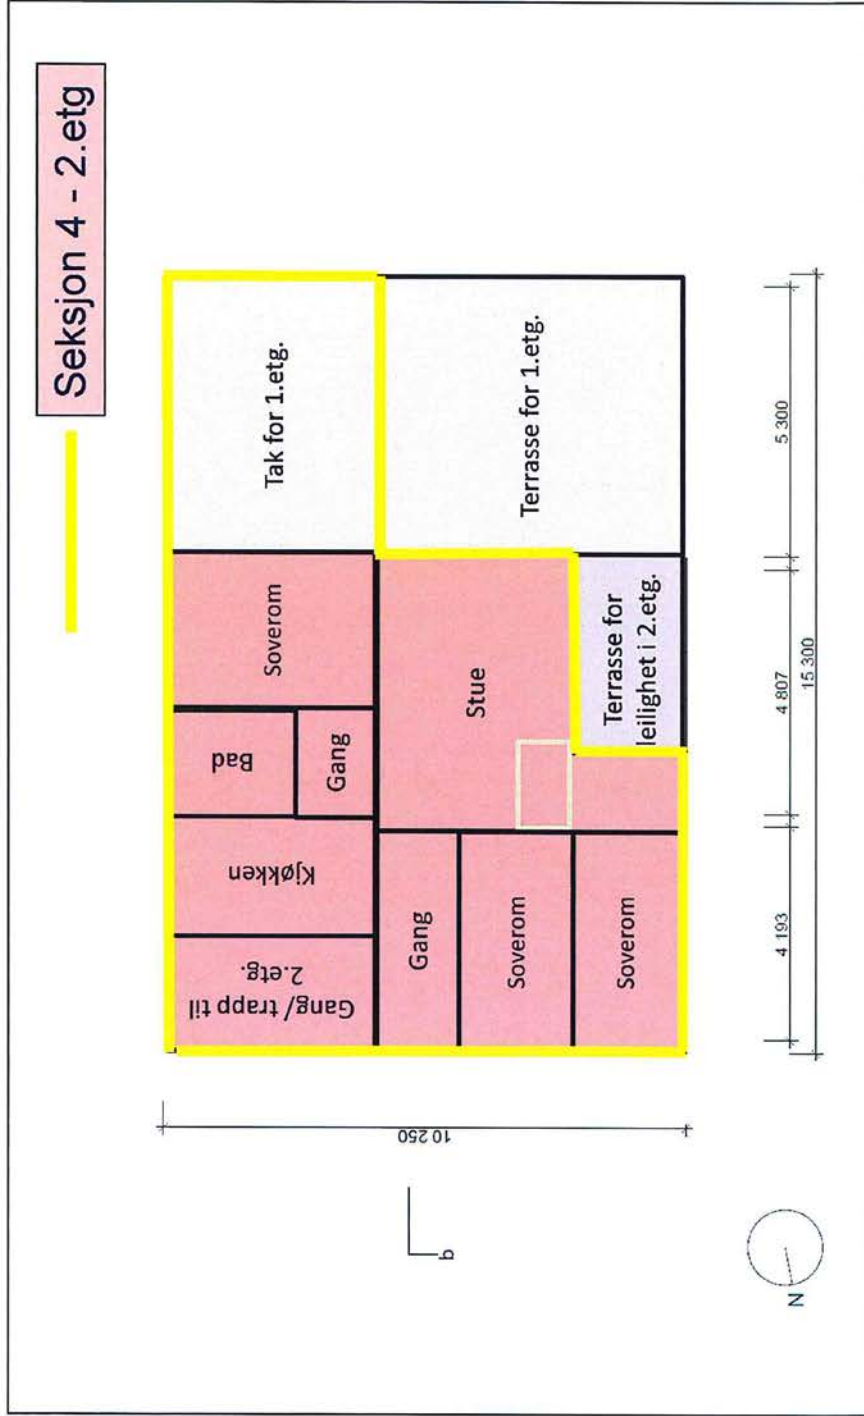 Seksjon 4 - 2.etg
Tak for 1.etg.
Terrasse for 1.etg.
Soverom
Stue
Terrasse for
leilighet i 2.etg.
Bad
Gang
Kjøkken
Gang/ trapp til
2.etg.
Gang
Soverom
Soverom
5 300
4 807
15 300
4 193
10 250
b
N